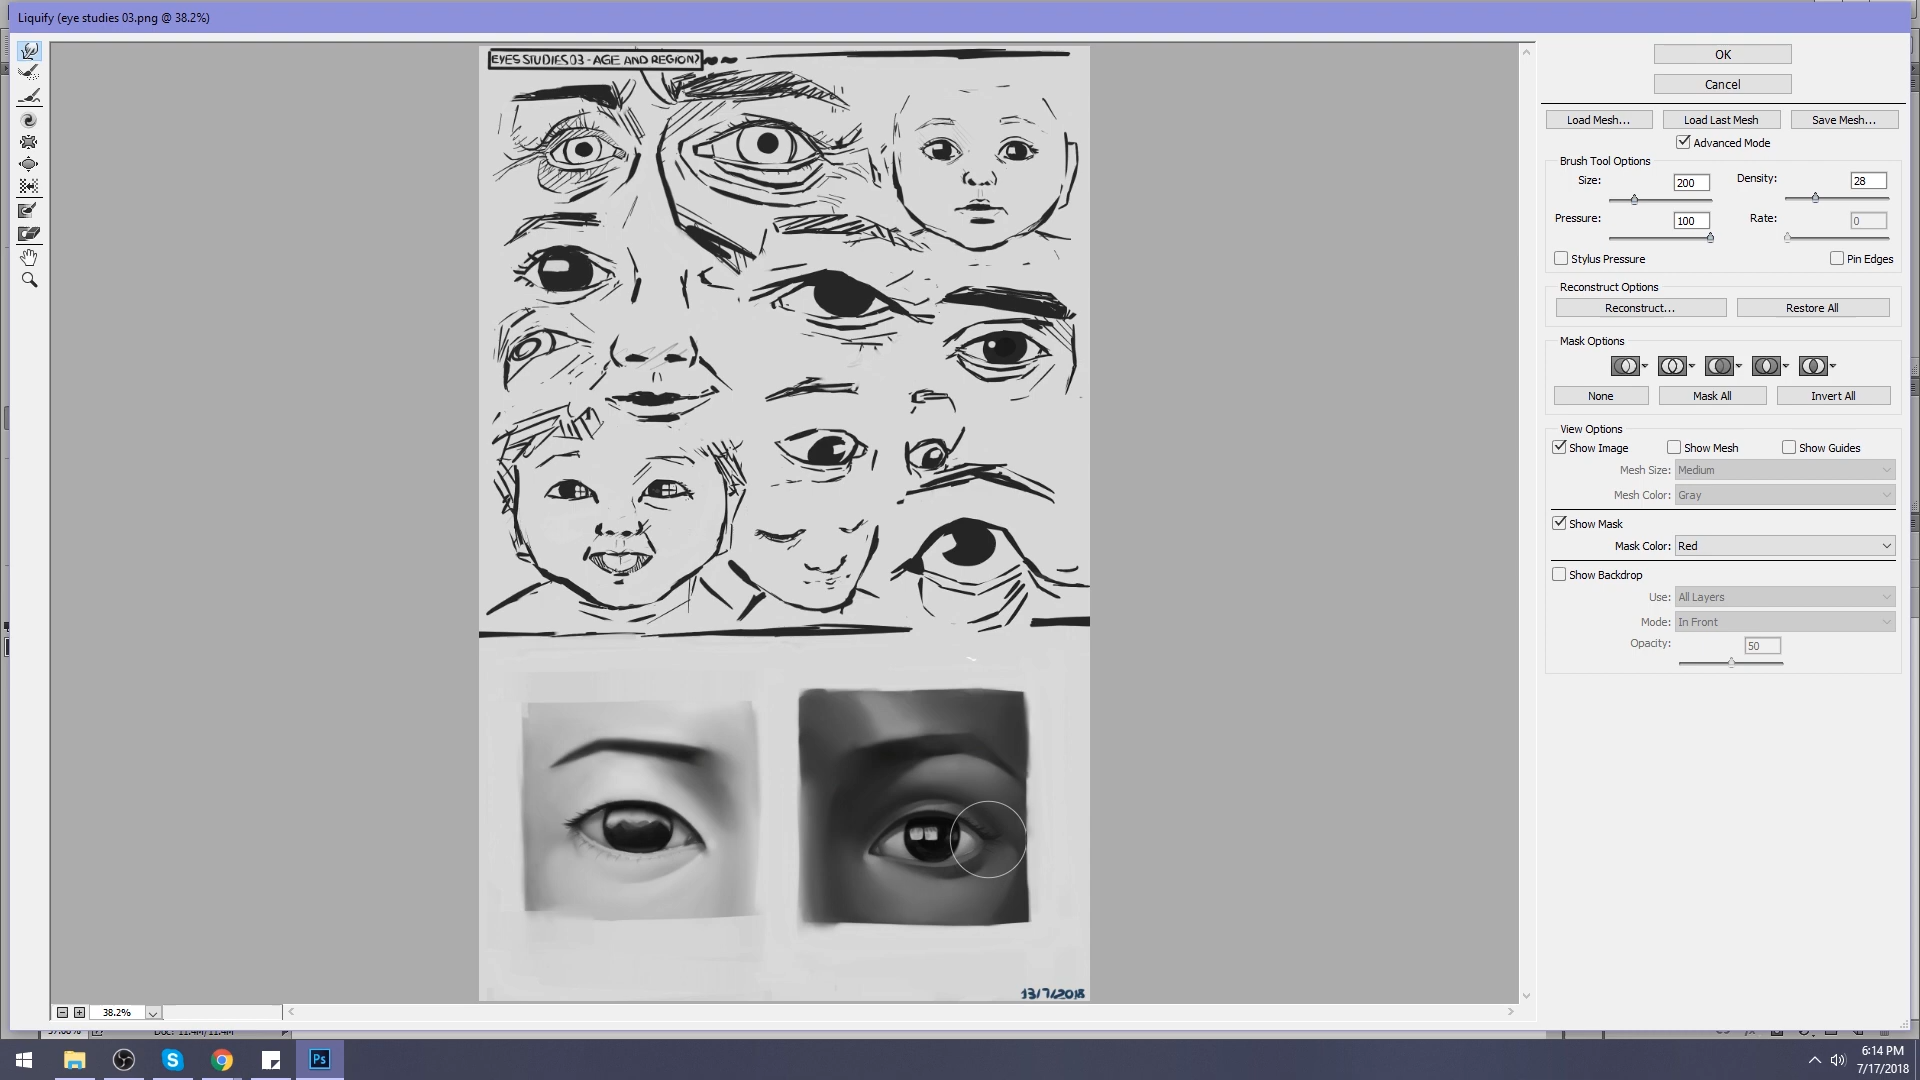 Liquify (eye studies 03.png @ 38.2%)
EYES STUDIES 03 - AGE AND REGION?
OK
Cancel
Load Mesh...
Load Last Mesh
Save Mesh...
Advanced Mode
Brush Tool Options
Size:
200
Density:
28
Pressure:
100
Rate:
0
Stylus Pressure
Pin Edges
Reconstruct Options
Reconstruct...
Restore All
Mask Options
None
Mask All
Invert All
View Options
Show Image
Show Mesh
Show Guides
Mesh Size:
Medium
Mesh Color:
Gray
Show Mask
Mask Color:
Red
Show Backdrop
Use:
All Layers
Mode:
In Front
Opacity:
50
13/7/2018
38.2%
Ps
6:14 PM
7/17/2018